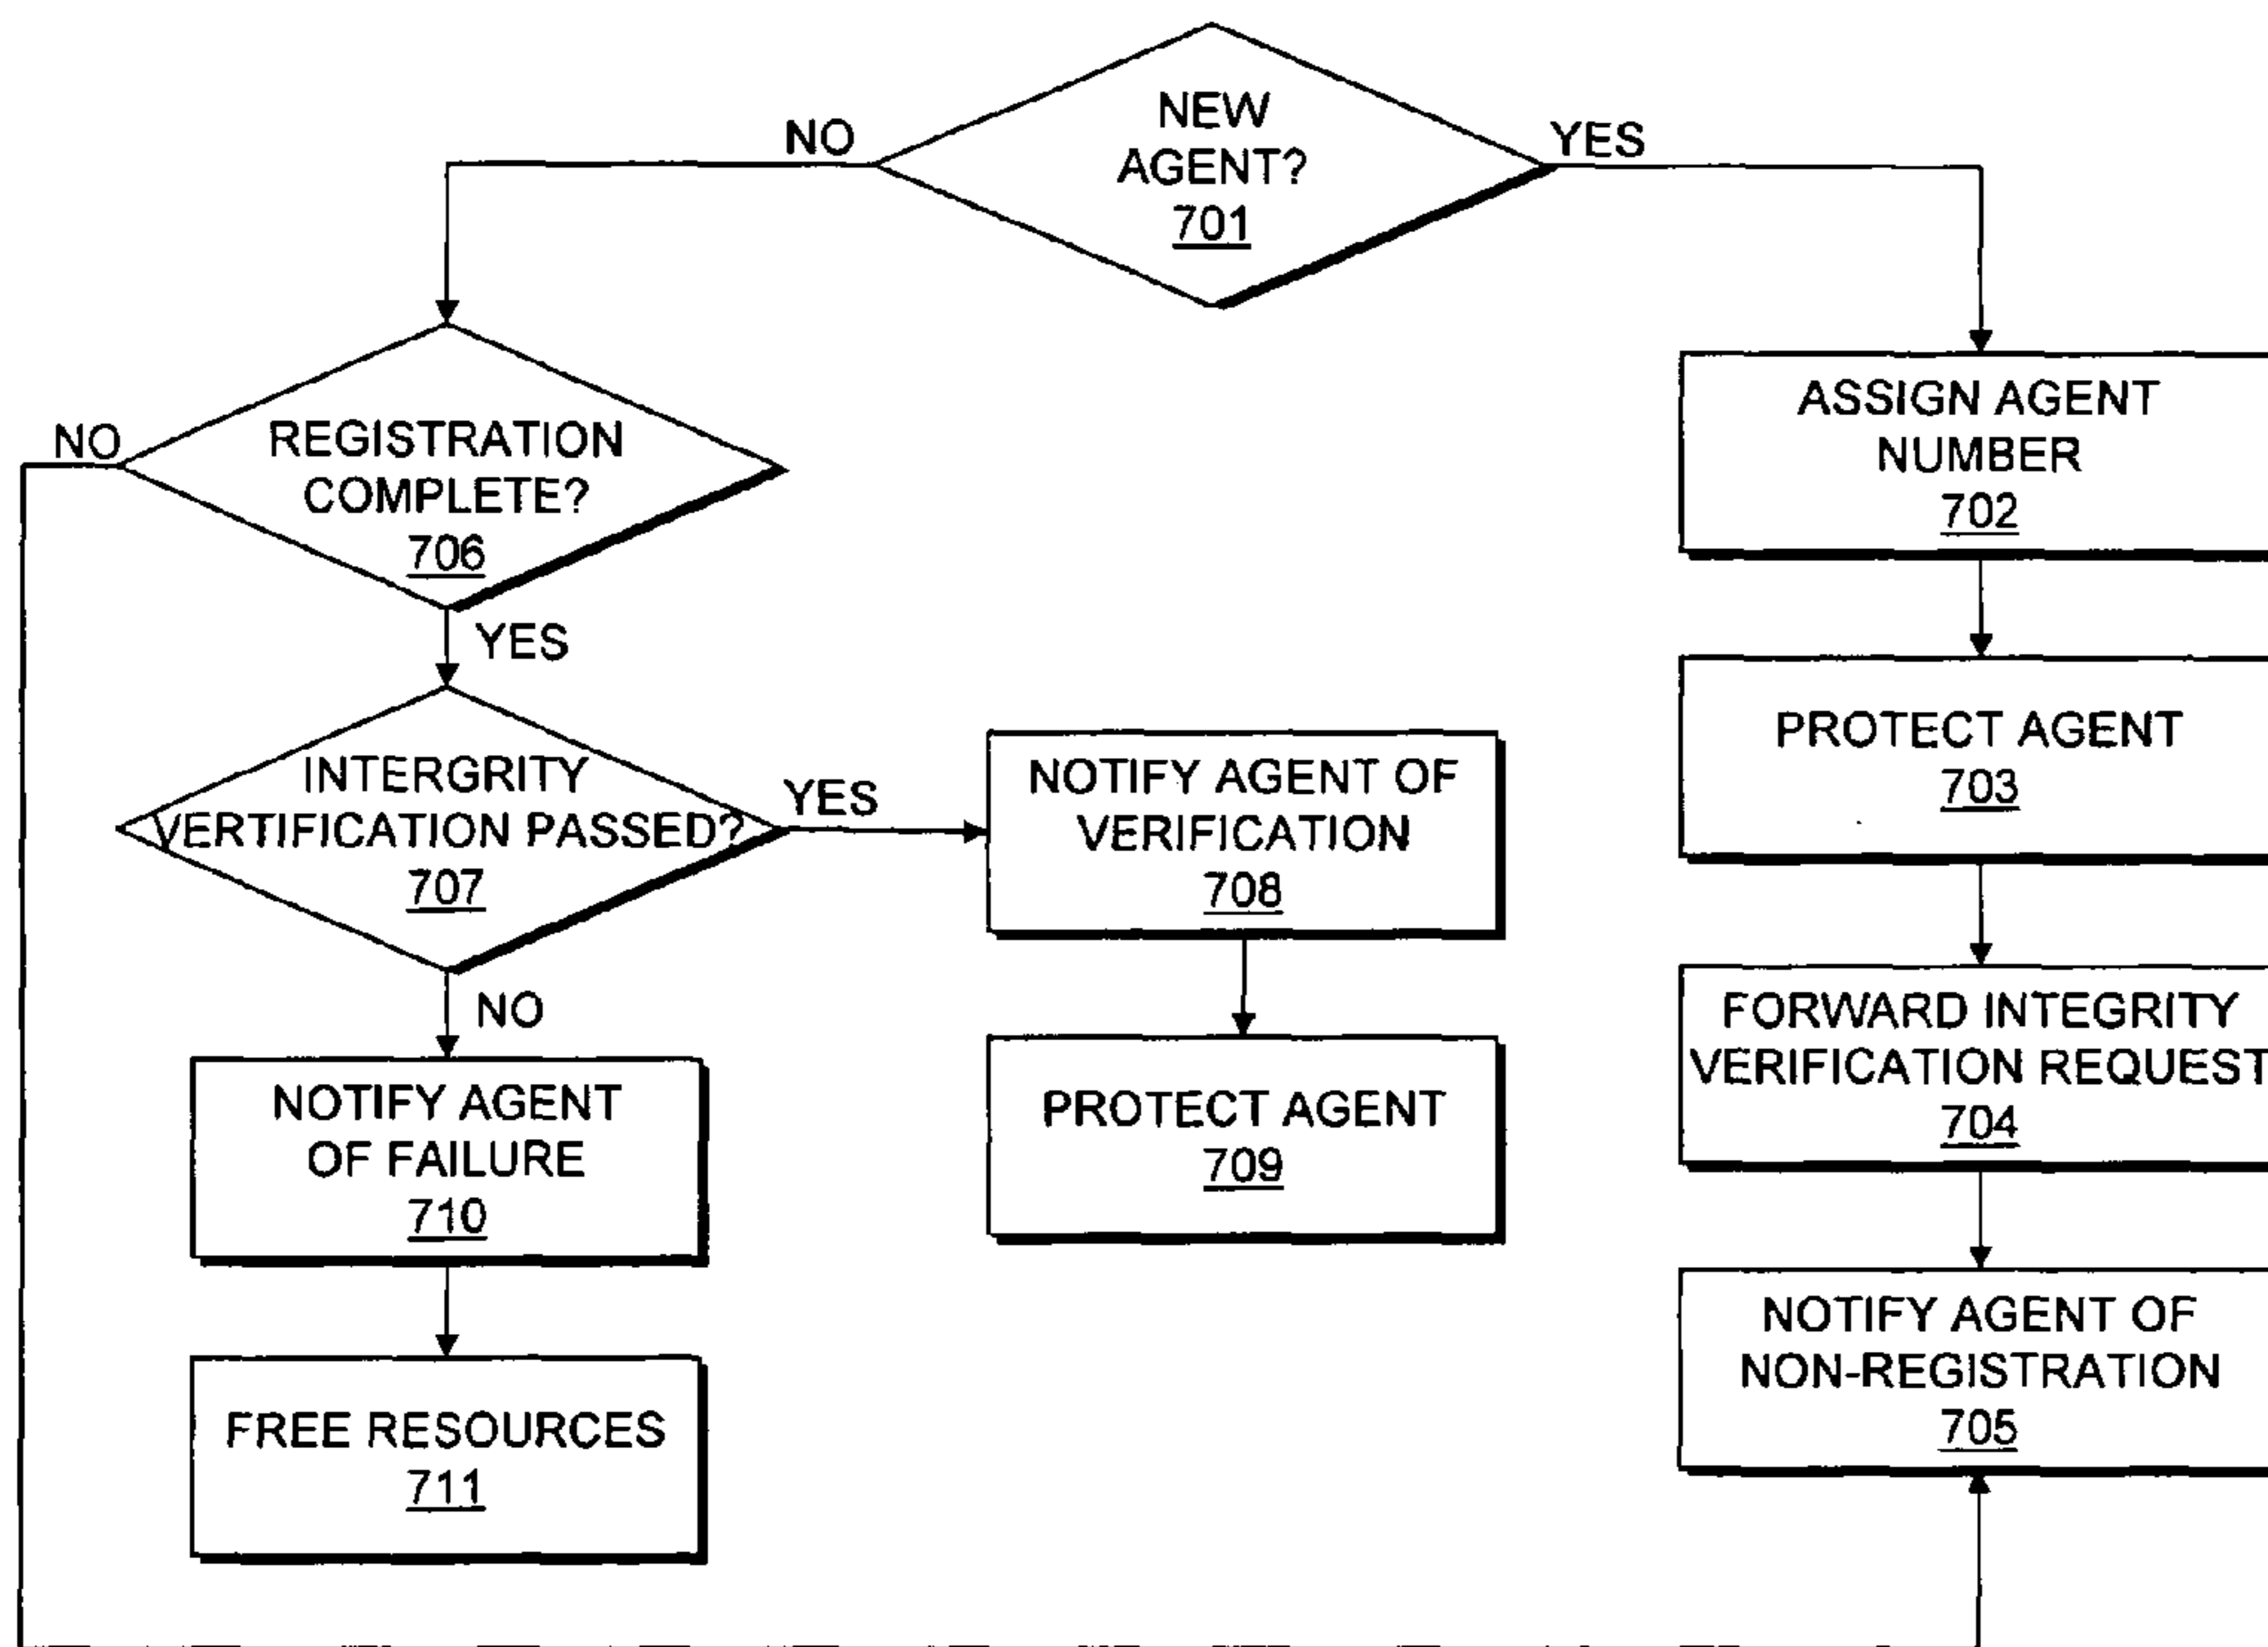 NEW
AGENT?
701
NO
YES
REGISTRATION
COMPLETE?
706
NO
YES
INTERGRITY
VERTIFICATION PASSED?
707
YES
NO
NOTIFY AGENT OF
VERIFICATION
708
PROTECT AGENT
709
NOTIFY AGENT
OF FAILURE
710
FREE RESOURCES
711
ASSIGN AGENT
NUMBER
702
PROTECT AGENT
703
FORWARD INTEGRITY
VERIFICATION REQUEST
704
NOTIFY AGENT OF
NON-REGISTRATION
705